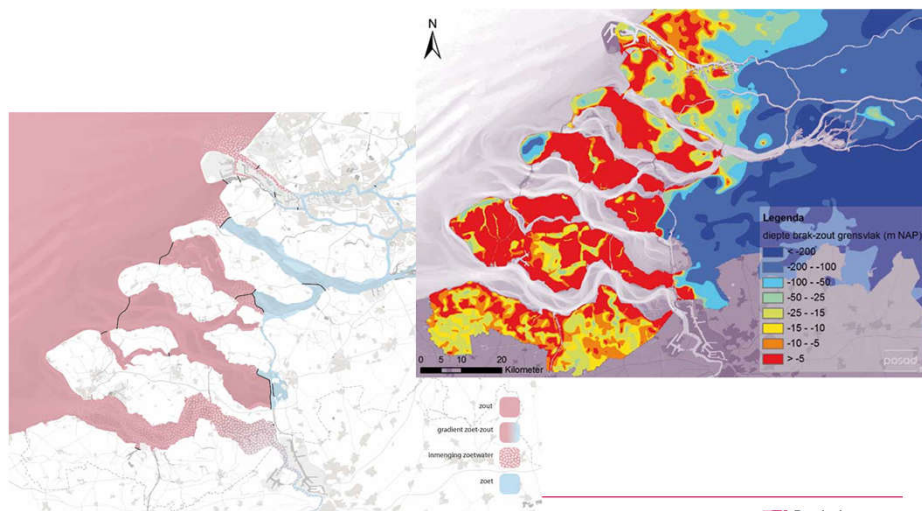 N
Legenda
diepte brak-zout grensvlak (m NAP)
< -200
-200 - -100
-100 - -50
-50 - -25
-25 - -15
-15 - -10
-10 - -5
> -5
0 5 10 20
Kilometer
posad
zout
gradient zoet-zout
inmenging zoetwater
zoet